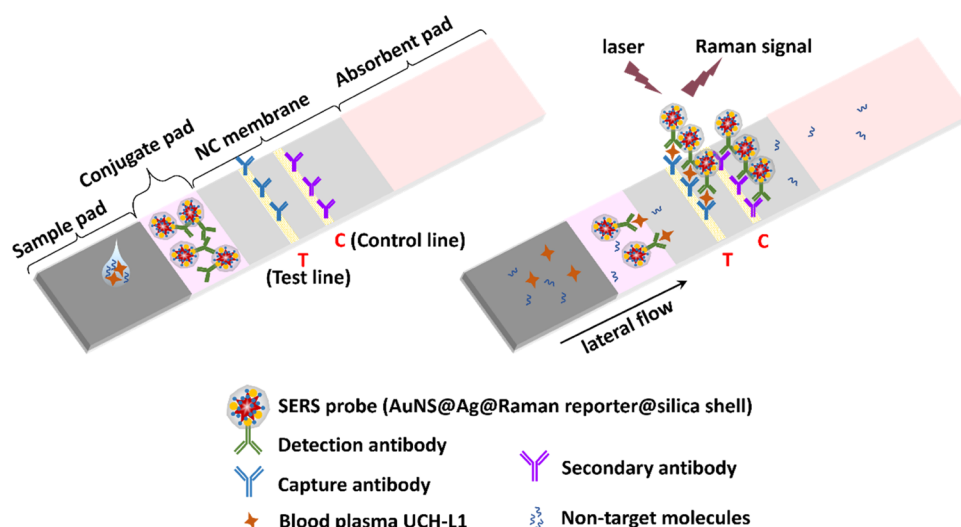 Sample pad
Conjugate pad
NC membrane
Absorbent pad
C (Control line)
T
(Test line)
laser
Raman signal
T
C
lateral flow
SERS probe (AuNS@Ag@Raman reporter@silica shell)
Detection antibody
Capture antibody
Secondary antibody
Blood plasma UCH-L1
Non-target molecules